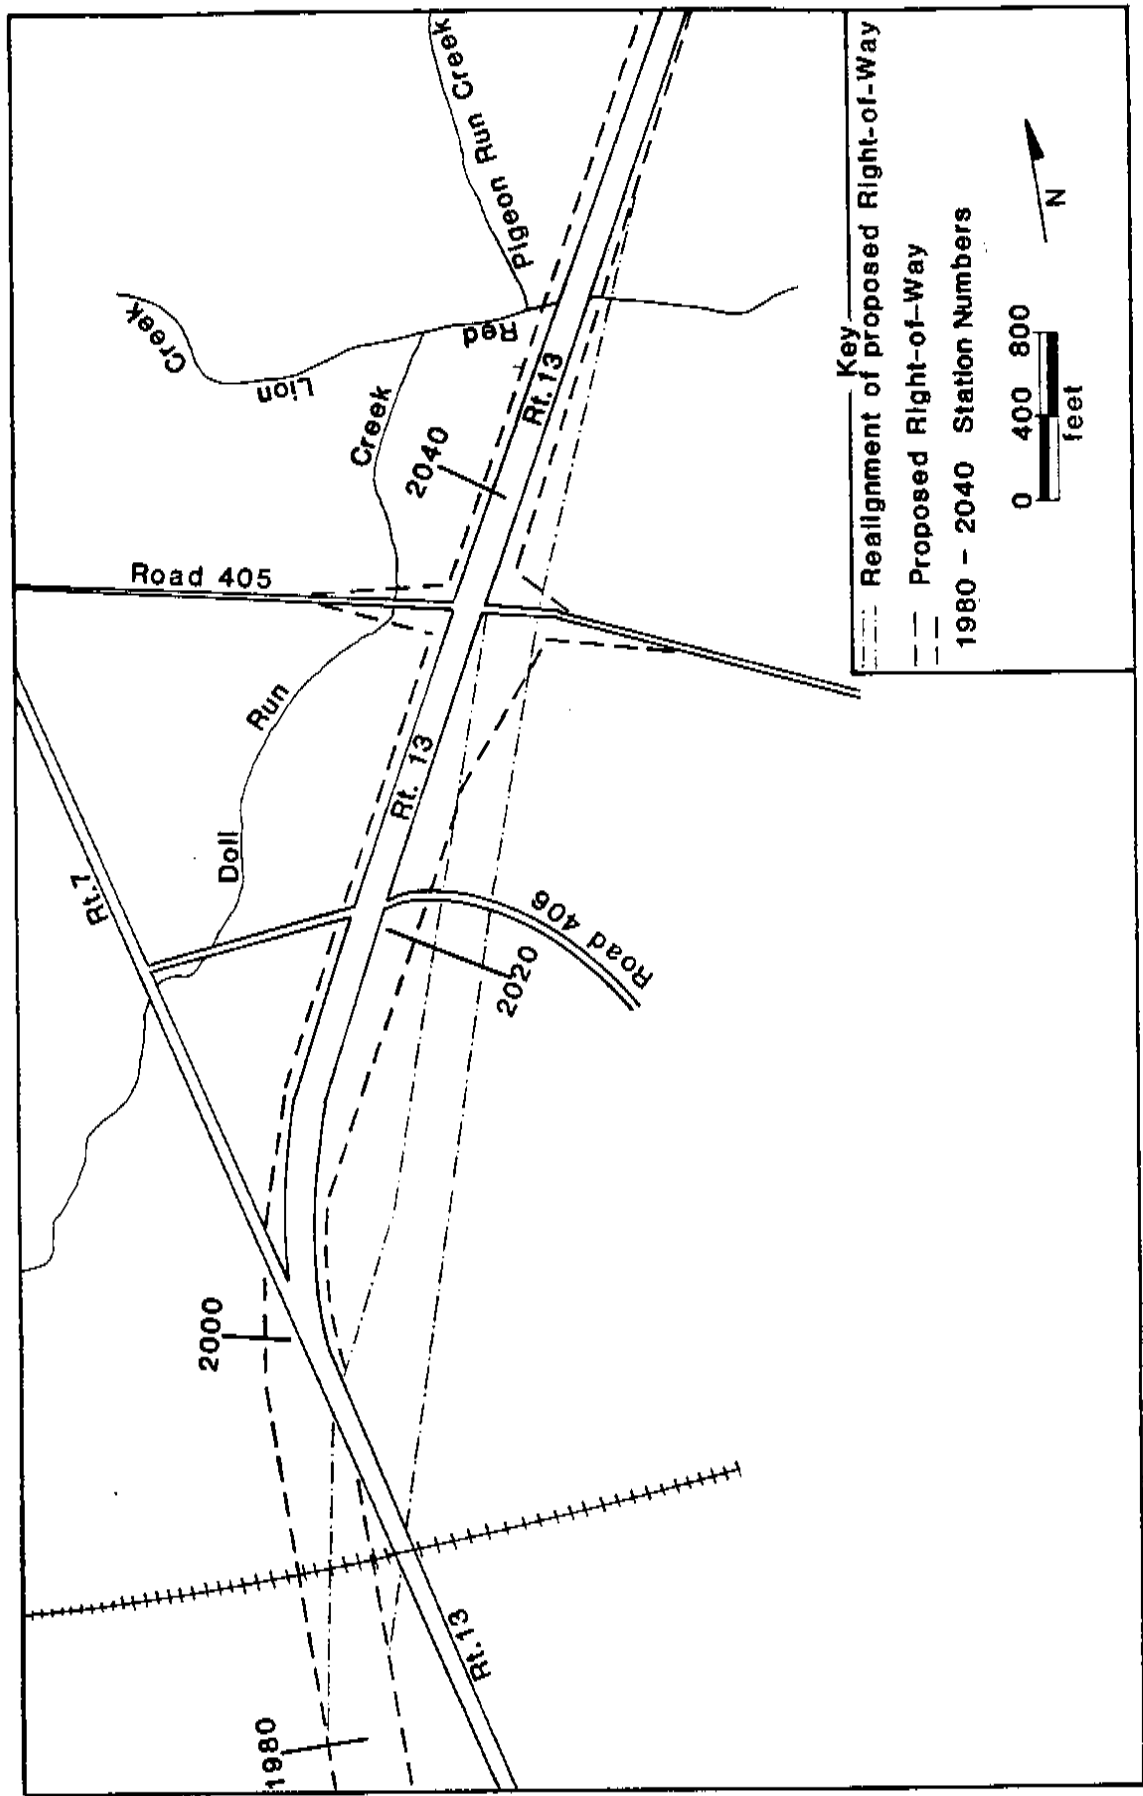 Pigeon Run Creek
Red
Lion
Creek
Creek
Run
Doll
Rt. 13
2040
Road 405
Rt. 13
Rt. 7
Road 406
2020
2000
1980
Rt. 13
Key
Realignment of proposed Right-of-Way
Proposed Right-of-Way
1980 - 2040 Station Numbers
0 400 800
feet
N